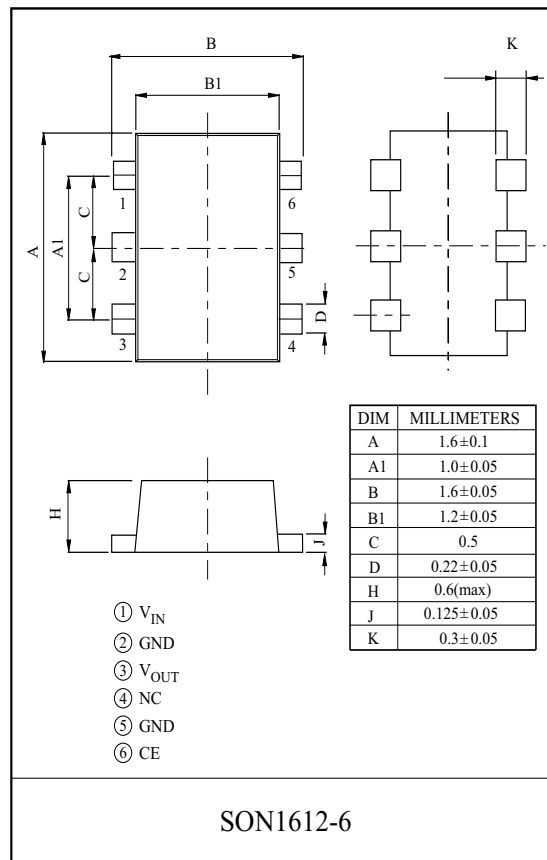 B
K
B1
A
A1
C
C
1
2
3
6
5
4
D
H
J
DIM MILLIMETERS
A 1.6±0.1
A1 1.0±0.05
B 1.6±0.05
B1 1.2±0.05
C 0.5
D 0.22±0.05
H 0.6(max)
J 0.125±0.05
K 0.3±0.05
① VIN
② GND
③ VOUT
④ NC
⑤ GND
⑥ CE
SON1612-6